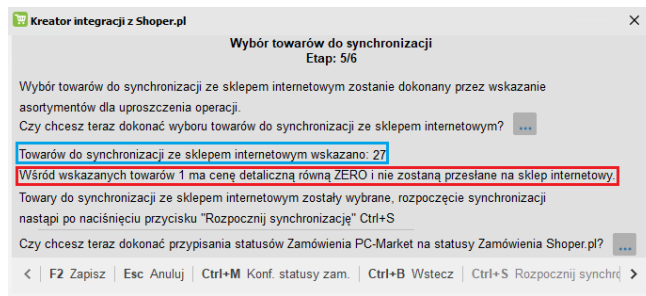 Kreator integracji z Shoper.pl
Wybór towarów do synchronizacji
Etap: 5/6
Wybór towarów do synchronizacji ze sklepem internetowym zostanie dokonany przez wskazanie
asortymentów dla uproszczenia operacji.
Czy chcesz teraz dokonać wyboru towarów do synchronizacji ze sklepem internetowym? ...
Towarów do synchronizacji ze sklepem internetowym wskazano: 27
Wśród wskazanych towarów 1 ma cenę detaliczną równą ZERO i nie zostaną przesłane na sklep internetowy.
Towary do synchronizacji ze sklepem internetowym zostały wybrane, rozpoczęcie synchronizacji
nastąpi po naciśnięciu przycisku "Rozpocznij synchronizację" Ctrl+S
Czy chcesz teraz dokonać przypisania statusów Zamówienia PC-Market na statusy Zamówienia Shoper.pl? ...
F2 Zapisz Esc Anuluj Ctrl+M Konf. statusy zam. Ctrl+B Wstecz Ctrl+S Rozpocznij synchro